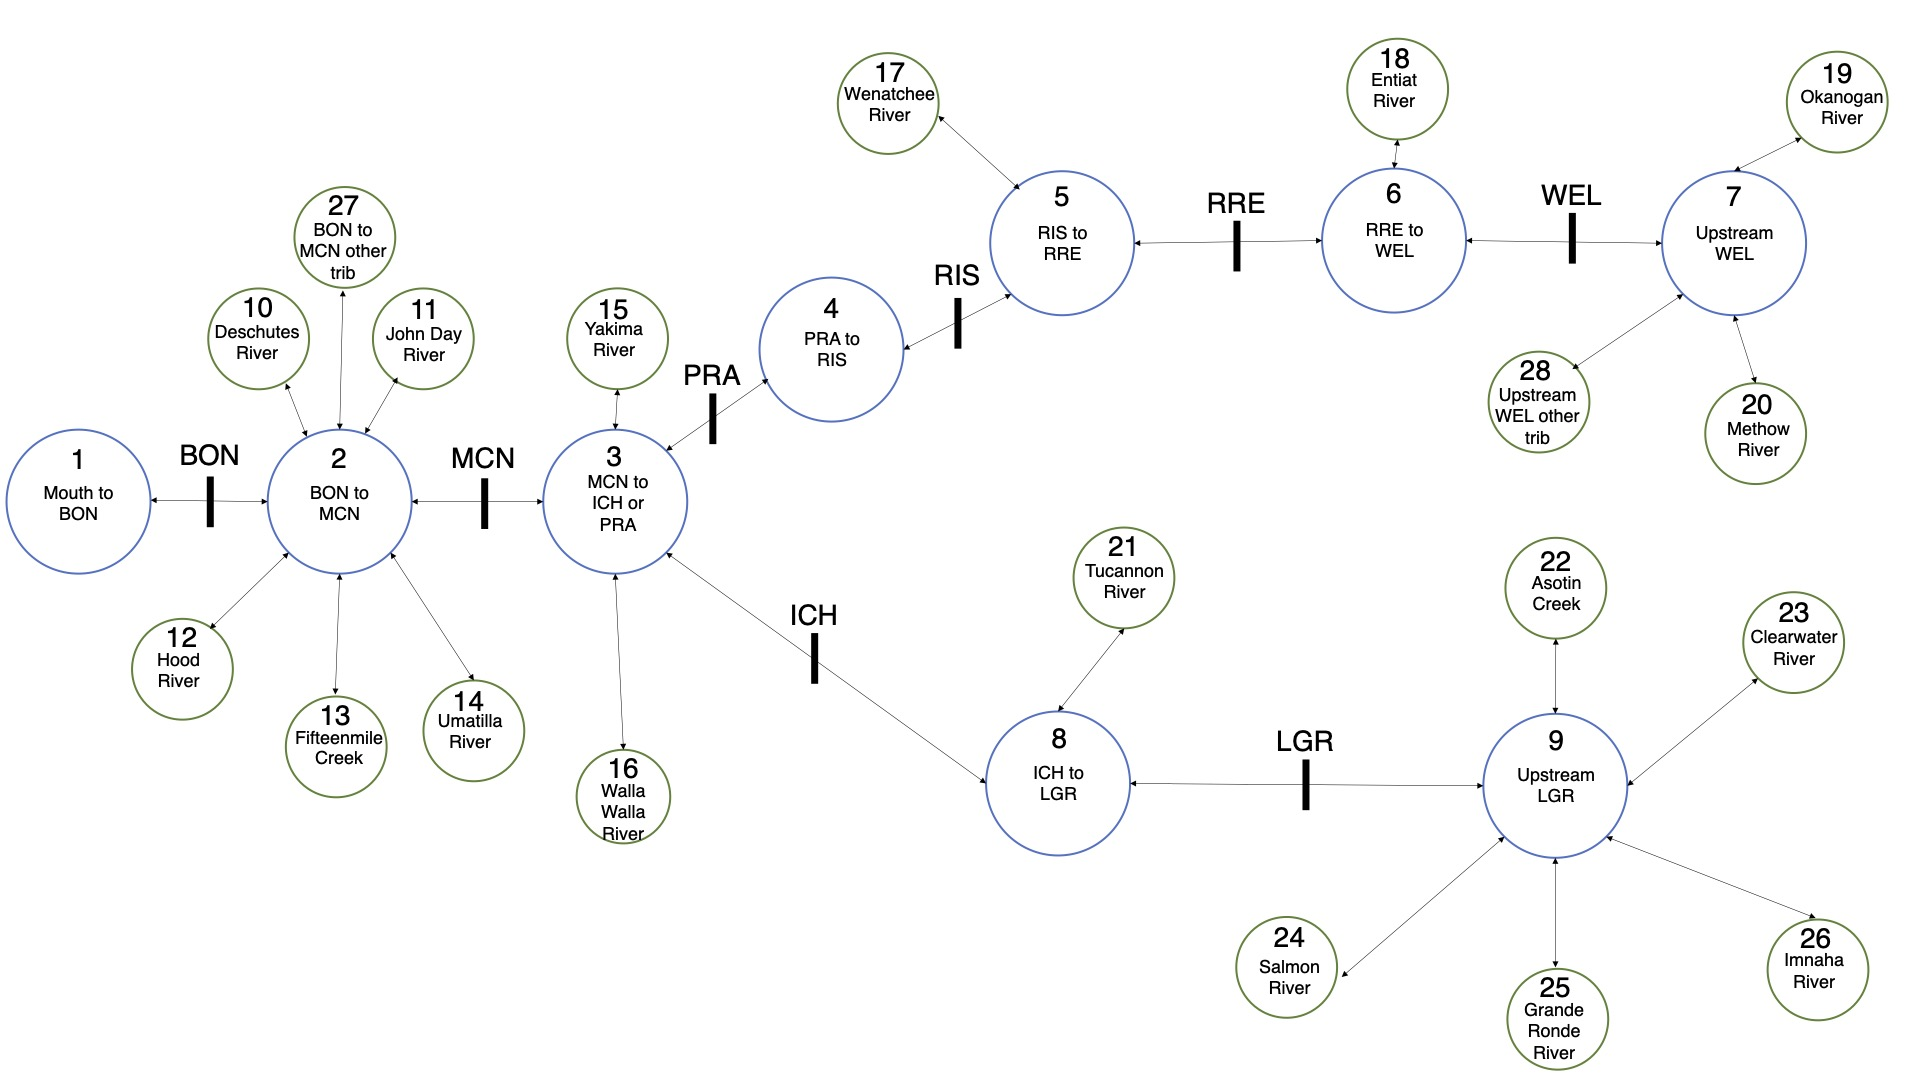 17
Wenatchee
River
18
Entiat
River
19
Okanogan
River
27
BON to
MCN other
trib
10
Deschutes
River
11
John Day
River
15
Yakima
River
PRA
4
PRA to
RIS
RIS
5
RIS to
RRE
RRE
6
RRE to
WEL
WEL
7
Upstream
WEL
28
Upstream
WEL other
trib
20
Methow
River
1
Mouth to
BON
BON
2
BON to
MCN
MCN
3
MCN to
ICH or
PRA
12
Hood
River
13
Fifteenmile
Creek
14
Umatilla
River
16
Walla
Walla
River
ICH
21
Tucannon
River
8
ICH to
LGR
LGR
22
Asotin
Creek
23
Clearwater
River
9
Upstream
LGR
24
Salmon
River
25
Grande
Ronde
River
26
Imnaha
River